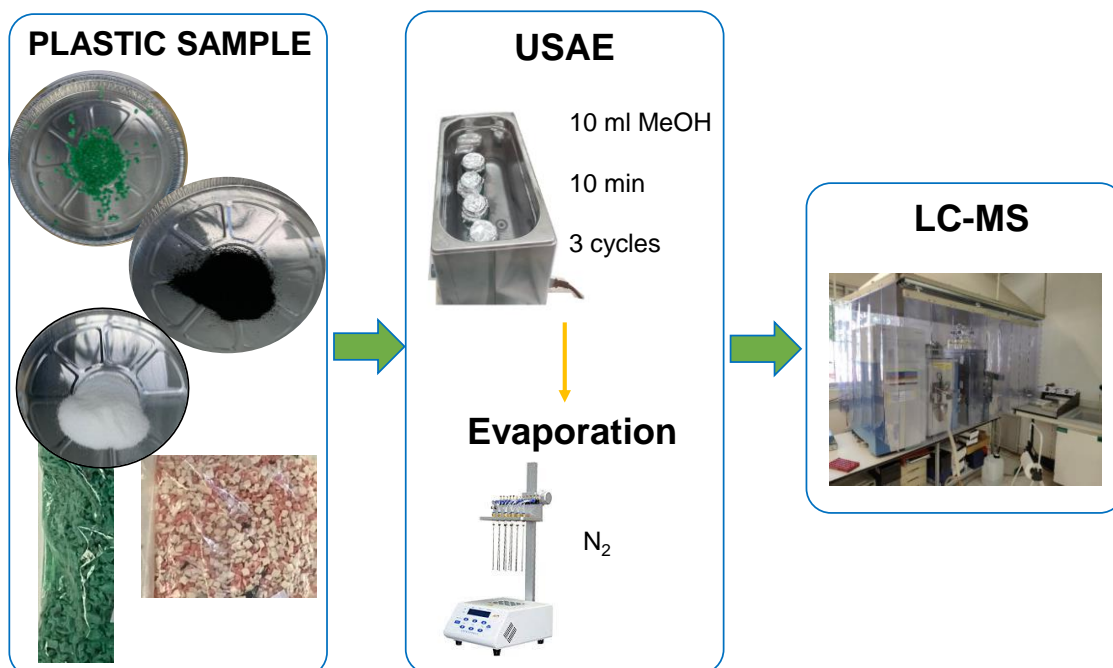 PLASTIC SAMPLE
USAE
10 ml MeOH
10 min
3 cycles
Evaporation
N₂
LC-MS